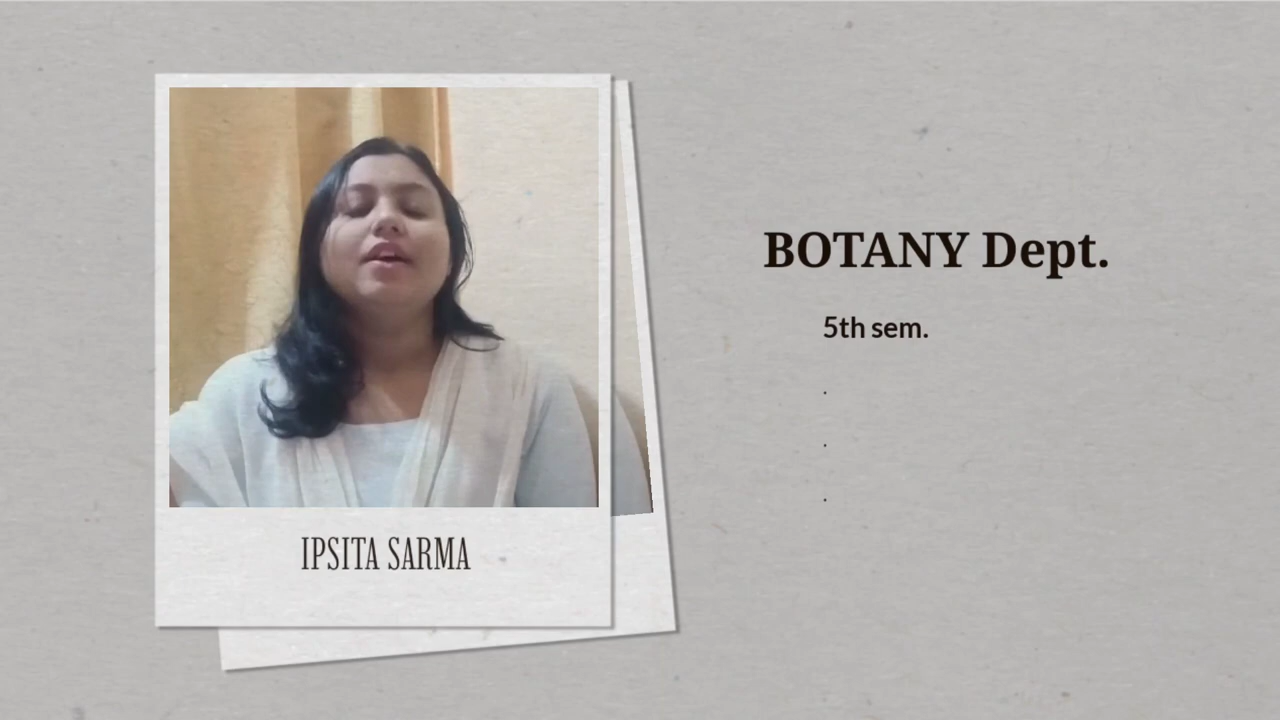 BOTANY Dept.
5th sem.
.
.
.
IPSITA SARMA